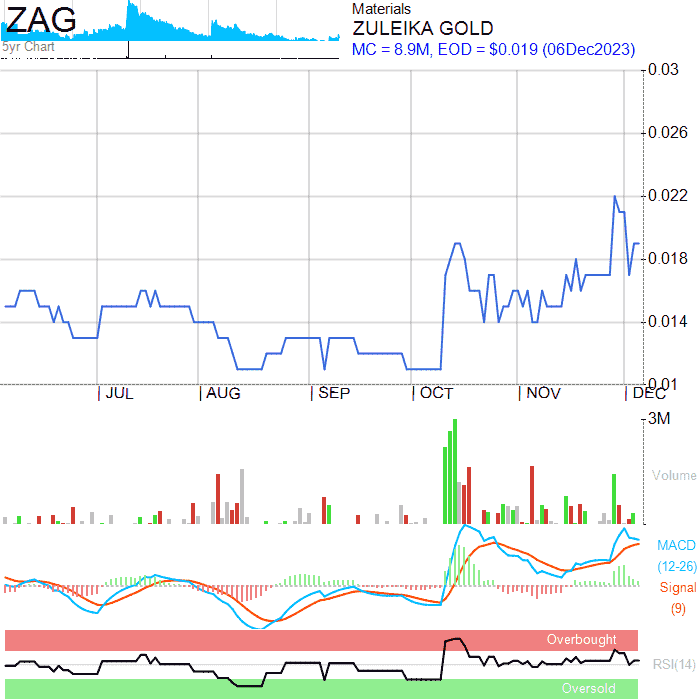 ZAG
5yr Chart
Materials
ZULEIKA GOLD
MC = 8.9M, EOD = $0.019 (06Dec2023)
0.03
0.026
0.022
0.018
0.014
0.01
JUL AUG SEP OCT NOV DEC
3M
Volume
MACD
(12-26)
Signal
(9)
Overbought
RSI(14)
Oversold